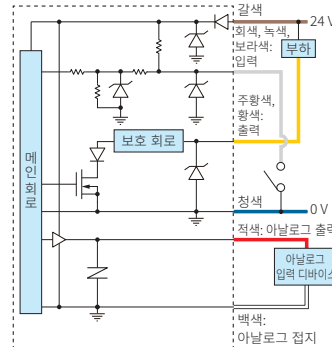 갈색
24 V
회색, 녹색,
보라색:
입력
부하
주황색,
황색:
출력
보호 회로
메인 회로
청색
0 V
적색: 아날로그 출력
아날로그
입력 디바이스
백색:
아날로그 접지